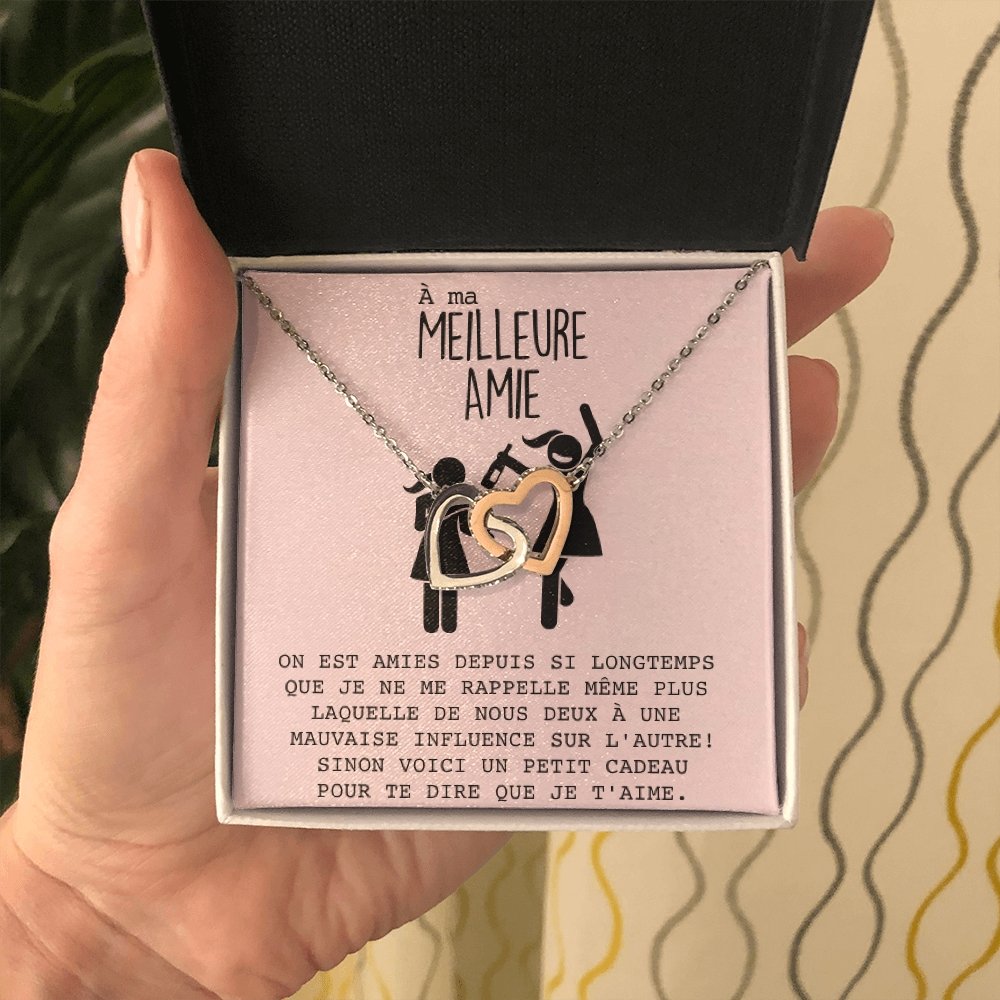 À ma
MEILLEURE
AMIE
ON EST AMIES DEPUIS SI LONGTEMPS
QUE JE NE ME RAPPELLE MÊME PLUS
LAQUELLE DE NOUS DEUX À UNE
MAUVAISE INFLUENCE SUR L'AUTRE!
SINON VOICI UN PETIT CADEAU
POUR TE DIRE QUE JE T'AIME.